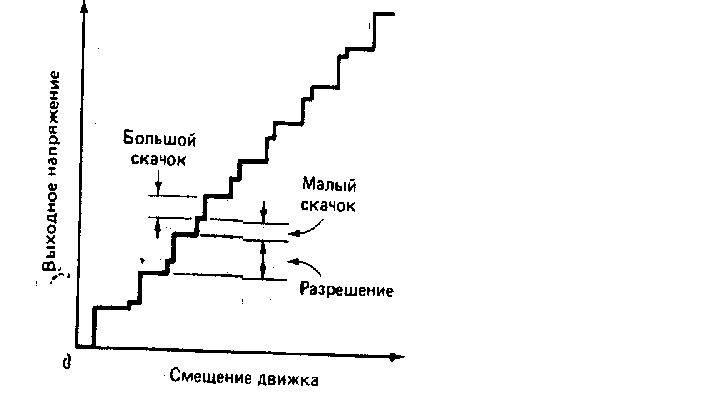 Выходное напряжение
Большой
скачок
Малый
скачок
Разрешение
0
Смещение движка